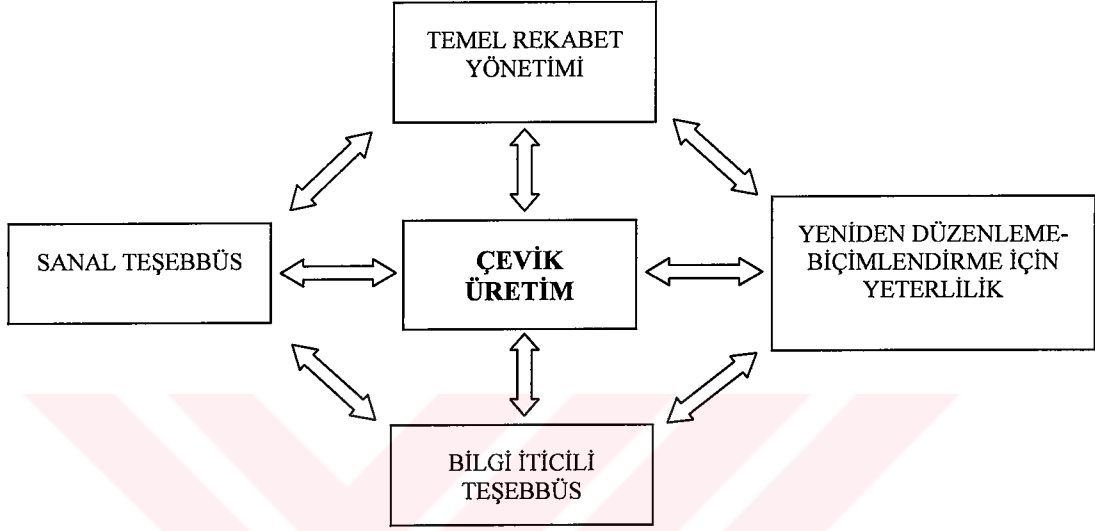 TEMEL REKABET
YÖNETİMİ
SANAL TEŞEBBÜS
ÇEVİK
ÜRETİM
YENİDEN DÜZENLEME-
BİÇİMLENDİRME İÇİN
YETERLİLİK
BİLGİ İTİCİLİ
TEŞEBBÜS